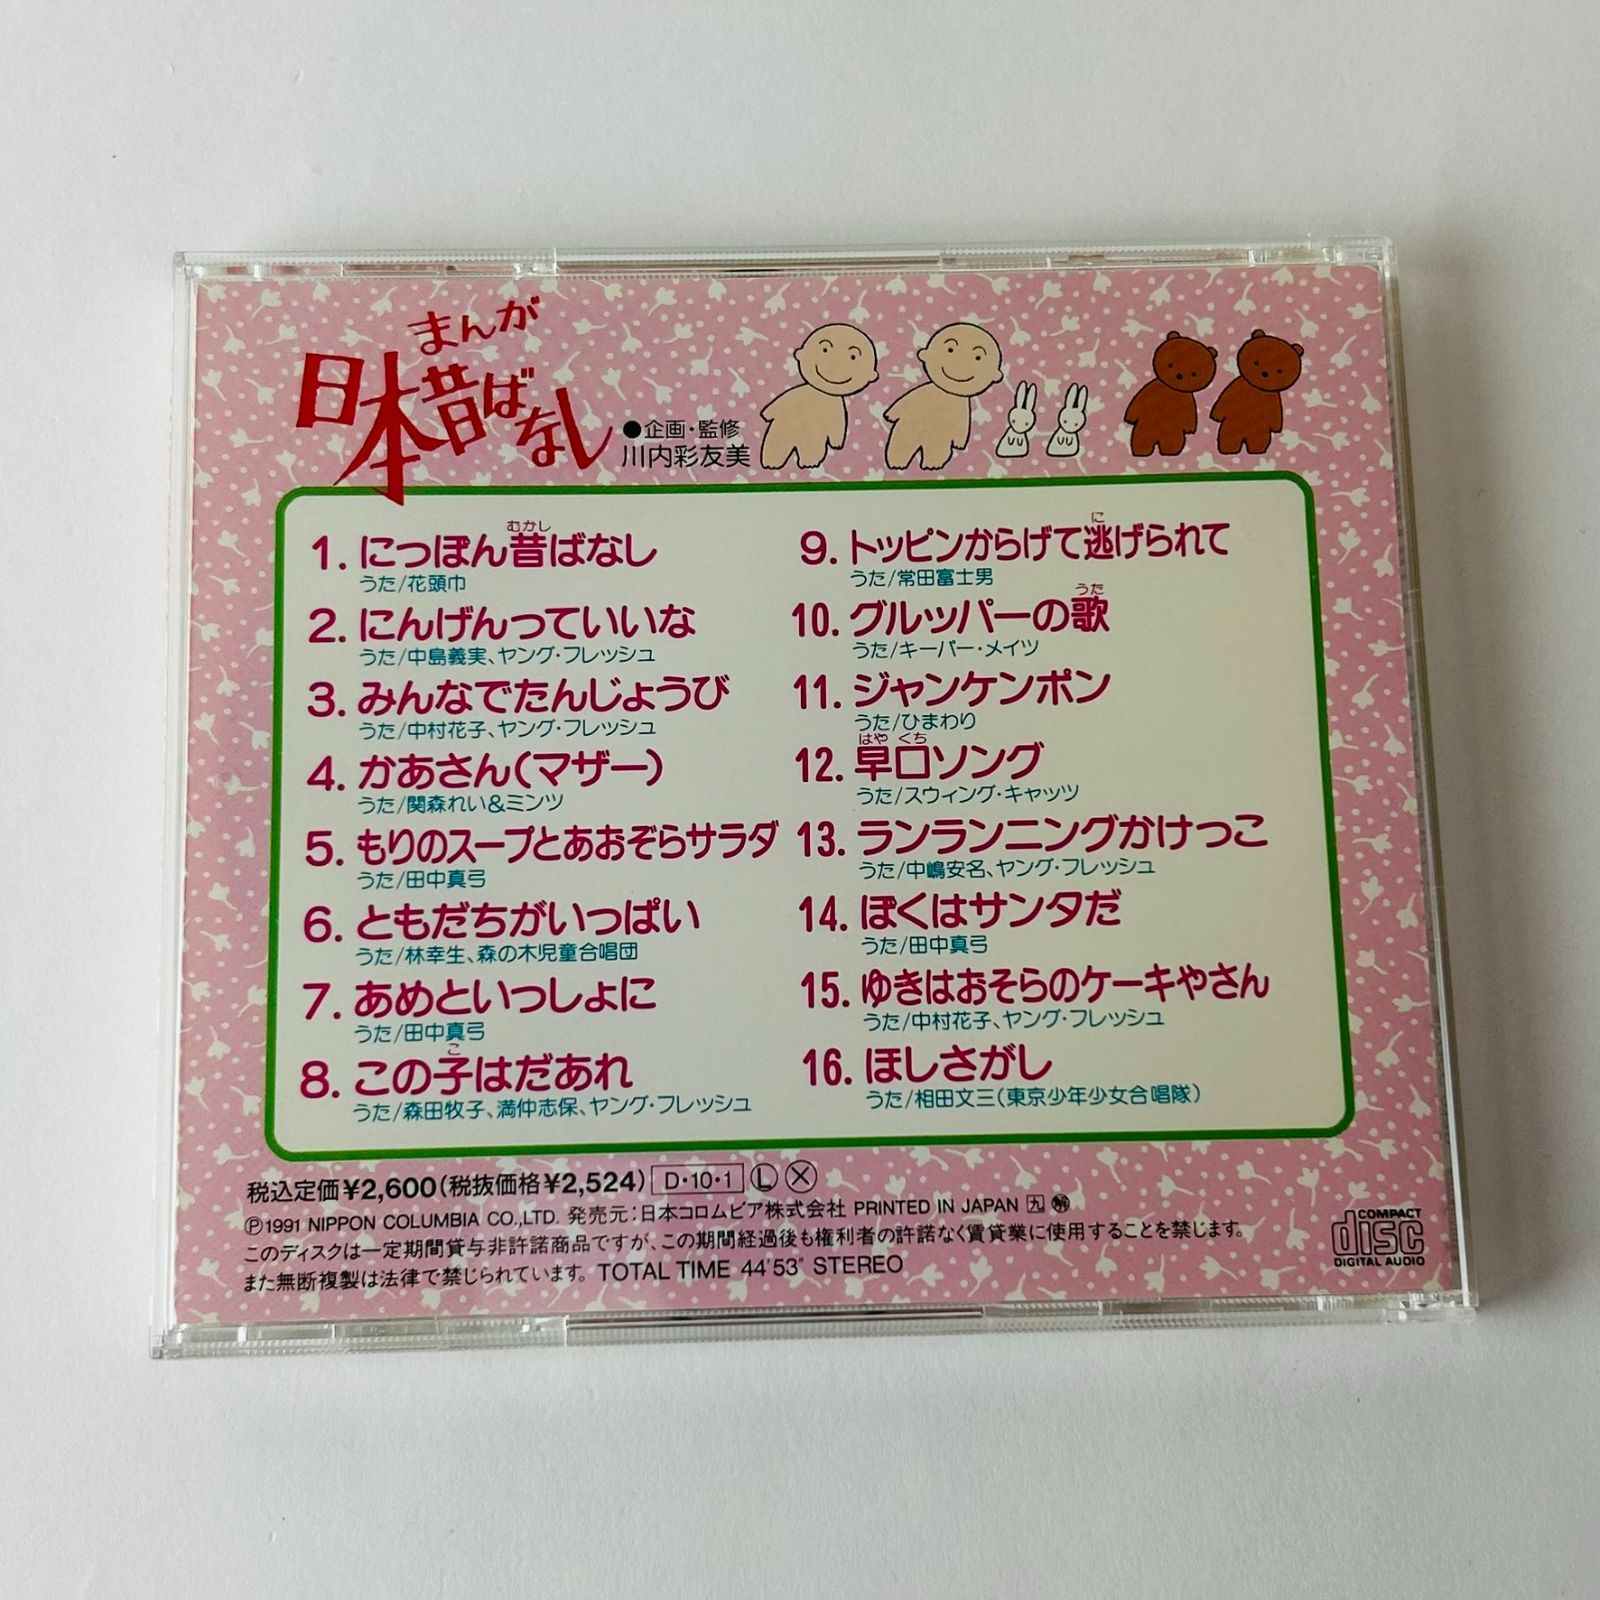 まんが
日本昔ばなし
●企画・監修
川内彩友美
むかし
1. にっぽん昔ばなし
うた/花頭巾
2. にんげんっていいな
うた/中島義実、ヤング・フレッシュ
3. みんなでたんじょうび
うた/中村花子、ヤング・フレッシュ
4. かあさん(マザー)
うた/関森れい&ミンツ
5. もりのスープとあおぞらサラダ
うた/田中真弓
6. ともだちがいっぱい
うた/林幸生、森の木児童合唱団
7. あめといっしょに
うた/田中真弓
こ
8. この子はだあれ
うた/森田牧子、満仲志保、ヤング・フレッシュ
に
9. トッピンからげて逃げられて
うた/常田富士男
うた
10. グルッパーの歌
うた/キーパー・メイツ
11. ジャンケンポン
うた/ひまわり
はや くち
12. 早口ソング
うた/スウィング・キャッツ
13. ランランニングかけっこ
うた/中嶋安名、ヤング・フレッシュ
14. ぼくはサンタだ
うた/田中真弓
15. ゆきはおそらのケーキやさん
うた/中村花子、ヤング・フレッシュ
16. ほしさがし
うた/相田文三(東京少年少女合唱隊)
税込定価¥2,600(税抜価格¥2,524) D・10・1 Ⓛ Ⓧ
Ⓟ1991 NIPPON COLUMBIA CO.,LTD. 発売元:日本コロムビア株式会社 PRINTED IN JAPAN 九
このディスクは一定期間貸与非許諾商品ですが、この期間経過後も権利者の許諾なく賃貸業に使用することを禁じます。
また無断複製は法律で禁じられています。 TOTAL TIME 44'53" STEREO
COMPACT
disc
DIGITAL AUDIO